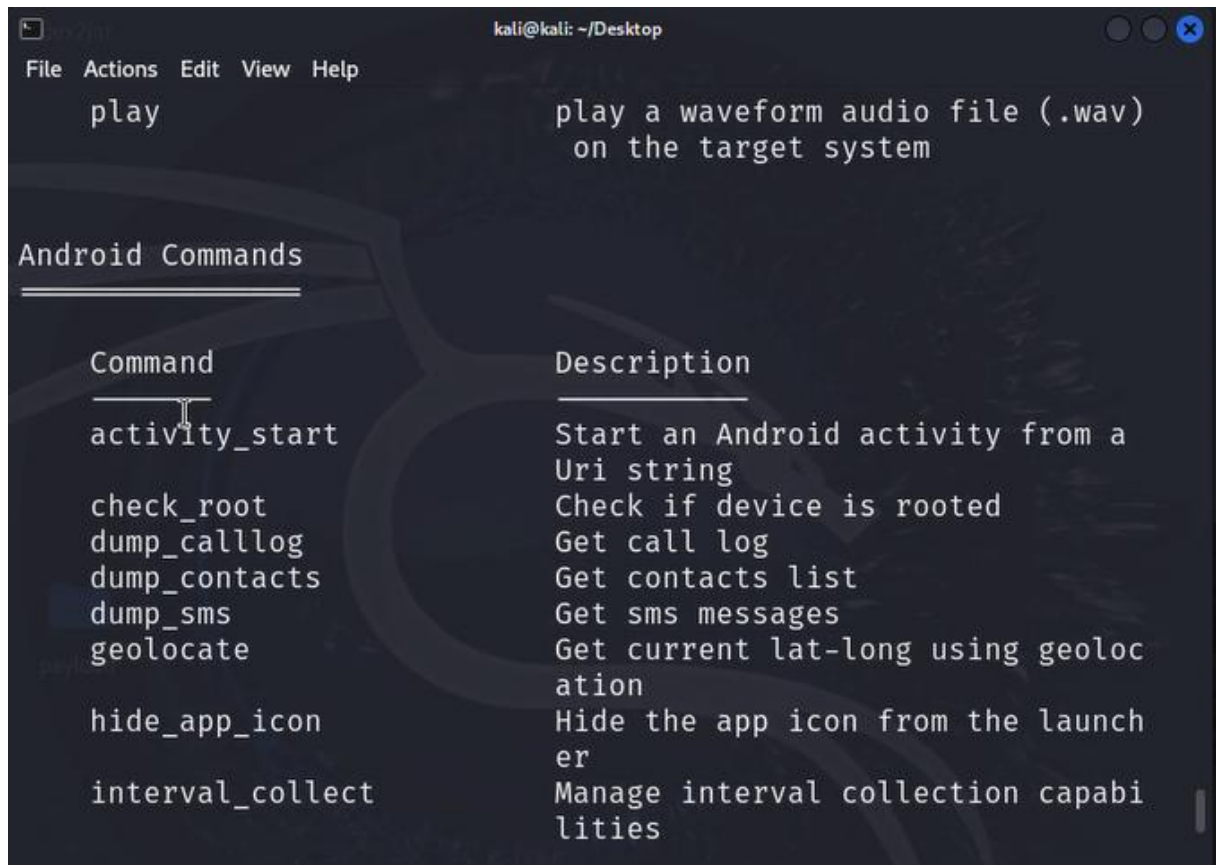 kali@kali: ~/Desktop
File Actions Edit View Help
play play a waveform audio file (.wav)
on the target system
Android Commands
Command Description
activity_start Start an Android activity from a
Uri string
check_root Check if device is rooted
dump_calllog Get call log
dump_contacts Get contacts list
dump_sms Get sms messages
geolocate Get current lat-long using geoloc
ation
hide_app_icon Hide the app icon from the launch
er
interval_collect Manage interval collection capabi
lities